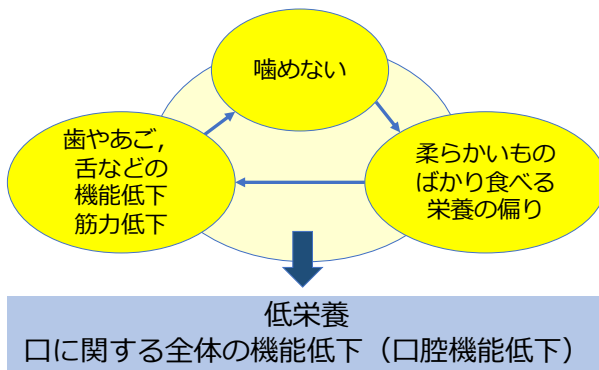 噛めない
歯やあご，
舌などの
機能低下
筋力低下
柔らかいもの
ばかり食べる
栄養の偏り
低栄養
口に関する全体の機能低下（口腔機能低下）